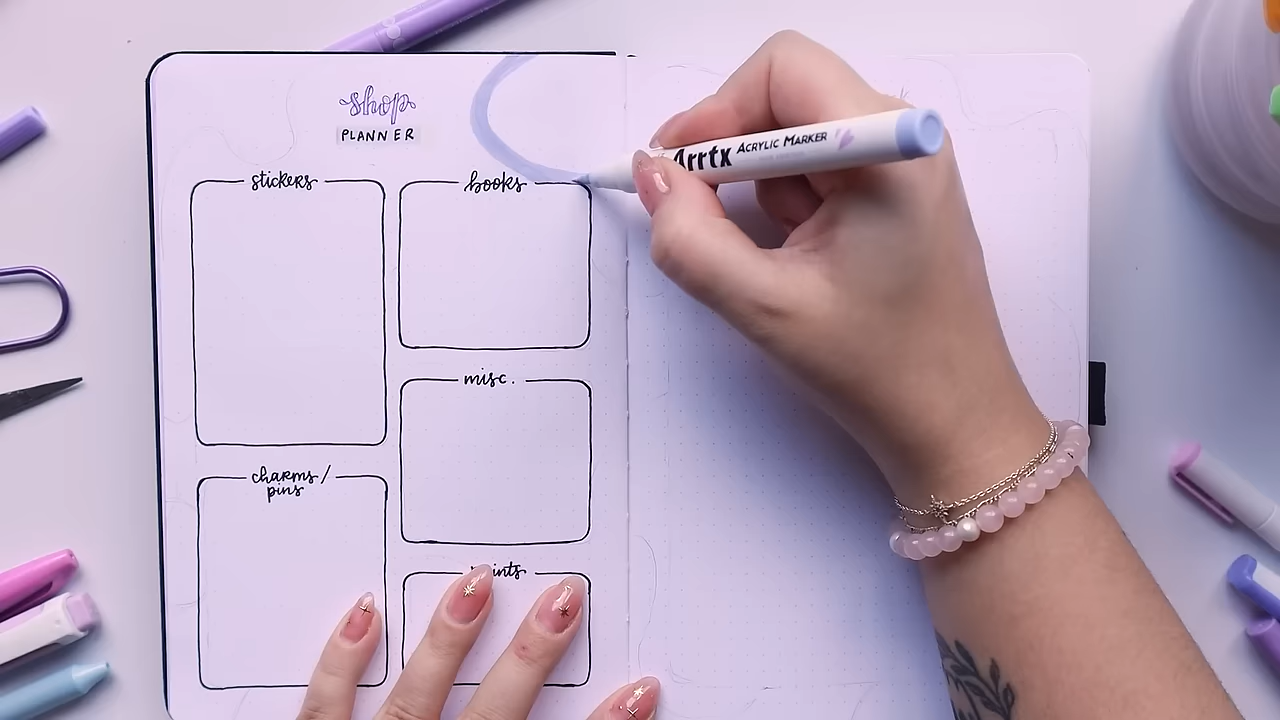 shop
PLANNER
stickers
books
misc.
charms/
pins
Arrtx ACRYLIC MARKER